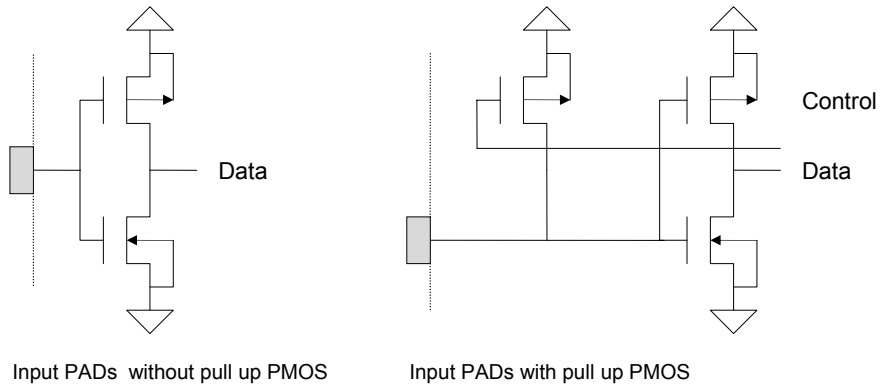 Control
Data
Data
Input PADs without pull up PMOS
Input PADs with pull up PMOS